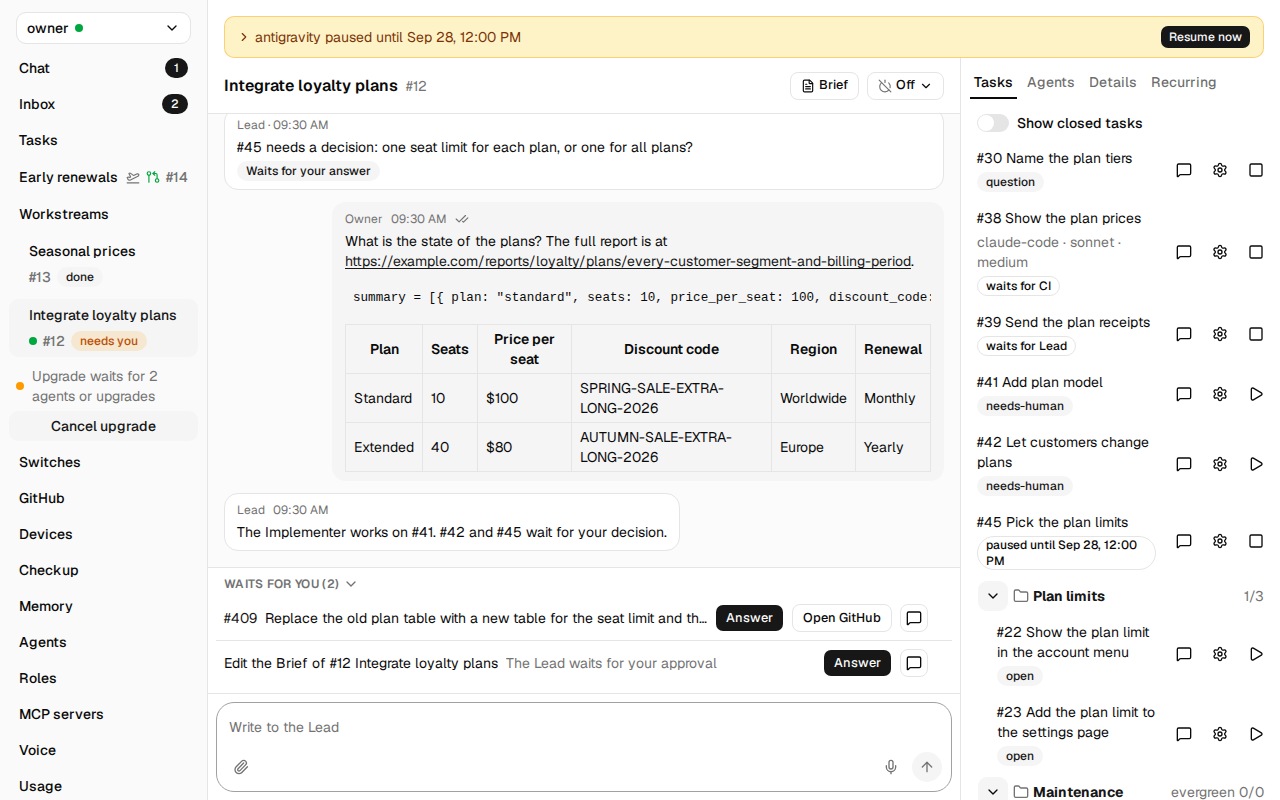 owner
Chat 1
Inbox 2
Tasks
Early renewals #14
Workstreams
Seasonal prices
#13 done
Integrate loyalty plans
#12 needs you
Upgrade waits for 2
agents or upgrades
Cancel upgrade
Switches
GitHub
Devices
Checkup
Memory
Agents
Roles
MCP servers
Voice
Usage
antigravity paused until Sep 28, 12:00 PM
Resume now
Integrate loyalty plans #12
Brief
Off
Lead · 09:30 AM
#45 needs a decision: one seat limit for each plan, or one for all plans?
Waits for your answer
Owner 09:30 AM
What is the state of the plans? The full report is at
https://example.com/reports/loyalty/plans/every-customer-segment-and-billing-period.
summary = [{ plan: "standard", seats: 10, price_per_seat: 100, discount_code:
Plan Seats Price per seat Discount code Region Renewal
Standard 10 $100 SPRING-SALE-EXTRA-LONG-2026 Worldwide Monthly
Extended 40 $80 AUTUMN-SALE-EXTRA-LONG-2026 Europe Yearly
Lead 09:30 AM
The Implementer works on #41. #42 and #45 wait for your decision.
WAITS FOR YOU (2)
#409 Replace the old plan table with a new table for the seat limit and th…
Answer
Open GitHub
Edit the Brief of #12 Integrate loyalty plans The Lead waits for your approval
Answer
Write to the Lead
Tasks Agents Details Recurring
Show closed tasks
#30 Name the plan tiers
question
#38 Show the plan prices
claude-code · sonnet ·
medium
waits for CI
#39 Send the plan receipts
waits for Lead
#41 Add plan model
needs-human
#42 Let customers change
plans
needs-human
#45 Pick the plan limits
paused until Sep 28, 12:00
PM
Plan limits 1/3
#22 Show the plan limit
in the account menu
open
#23 Add the plan limit to
the settings page
open
Maintenance evergreen 0/0